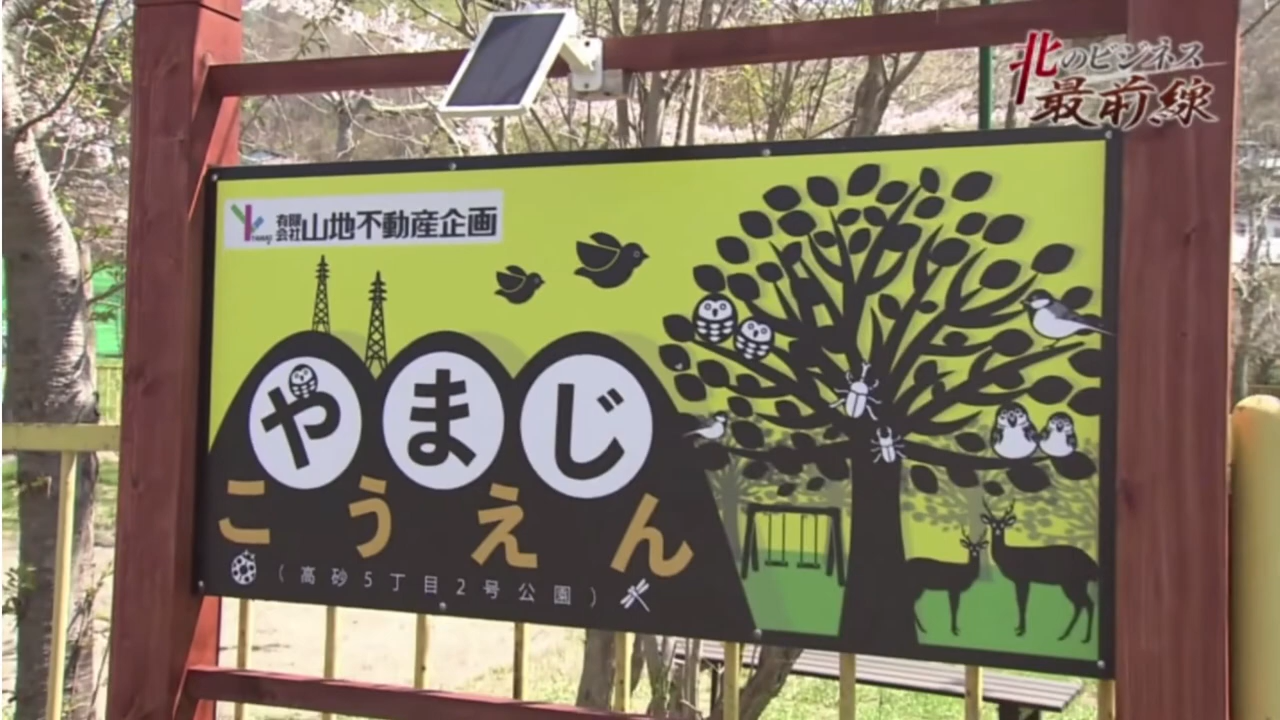 北のビジネス
最前線
有限会社山地不動産企画
やまじ
こうえん
(高砂5丁目2号公園)